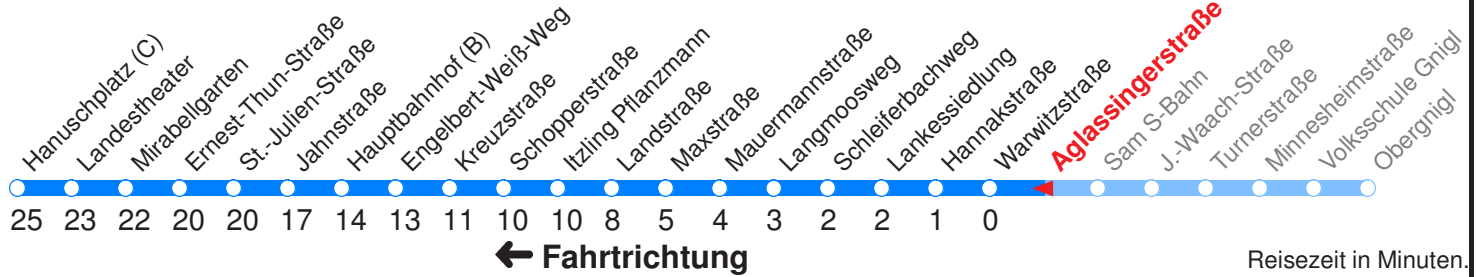 Hanuschplatz (C)
Landestheater
Mirabellgarten
Ernest-Thun-Straße
St.-Julien-Straße
Jahnstraße
Hauptbahnhof (B)
Engelbert-Weiß-Weg
Kreuzstraße
Schopperstraße
Itzling Pflanzmann
Landstraße
Maxstraße
Mauermannstraße
Langmoosweg
Schleiferbachweg
Lankessiedlung
Hannakstraße
Warwitzstraße
Aglassingerstraße
Sam S-Bahn
J.-Waach-Straße
Turnerstraße
Minnesheimstraße
Volksschule Gnigl
Obergnigl
25 23 22 20 20 17 14 13 11 10 10 8 5 4 3 2 2 1 0
← Fahrtrichtung
Reisezeit in Minuten.